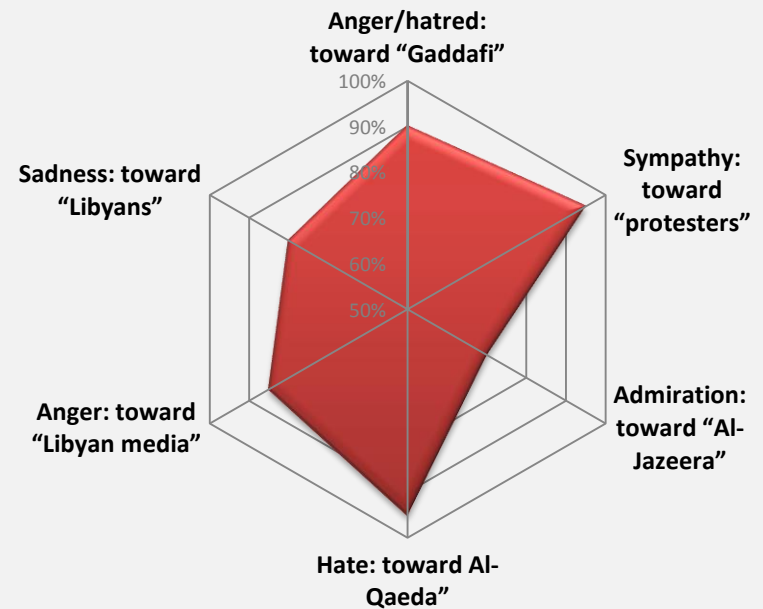 Anger/hatred:
toward “Gaddafi”
100%
90%
80%
70%
60%
50%
Sympathy:
toward
“protesters”
Admiration:
toward “Al-
Jazeera”
Hate: toward Al-
Qaeda”
Anger: toward
“Libyan media”
Sadness: toward
“Libyans”